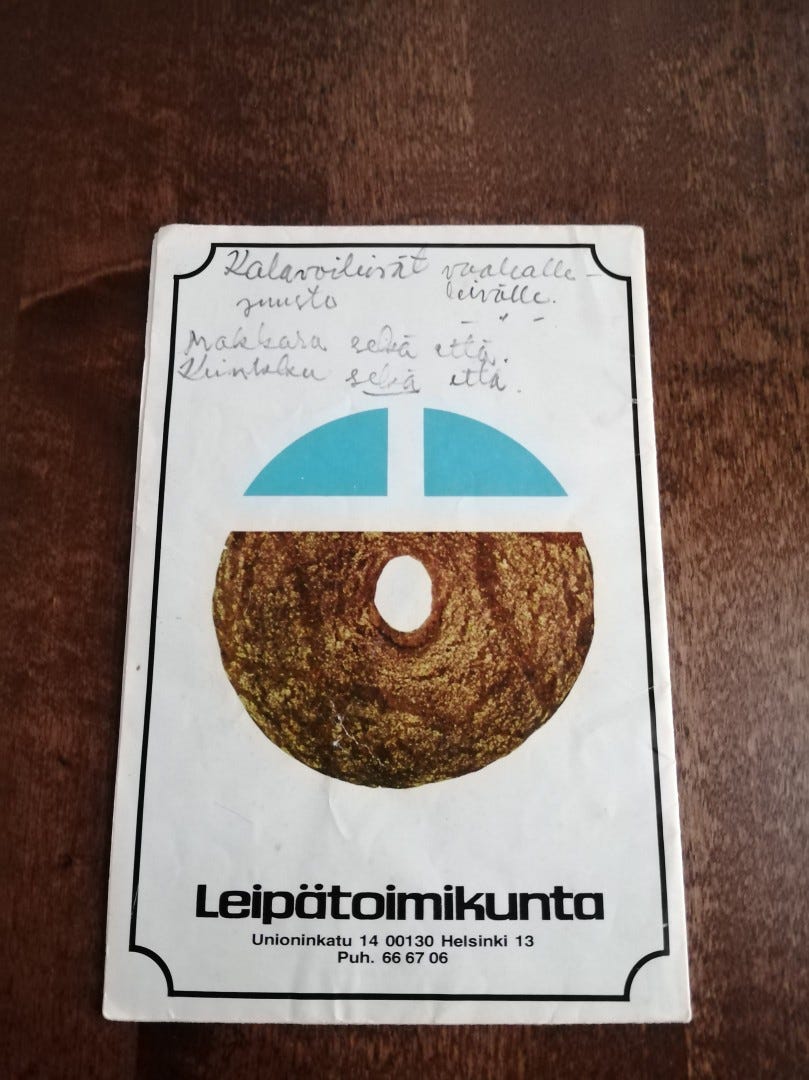 Kalavoileivät vaalealle-
juusto leivälle.
– " –
Makkara sekä että.
Kinkku sekä että.
Leipätoimikunta
Unioninkatu 14 00130 Helsinki 13
Puh. 66 67 06